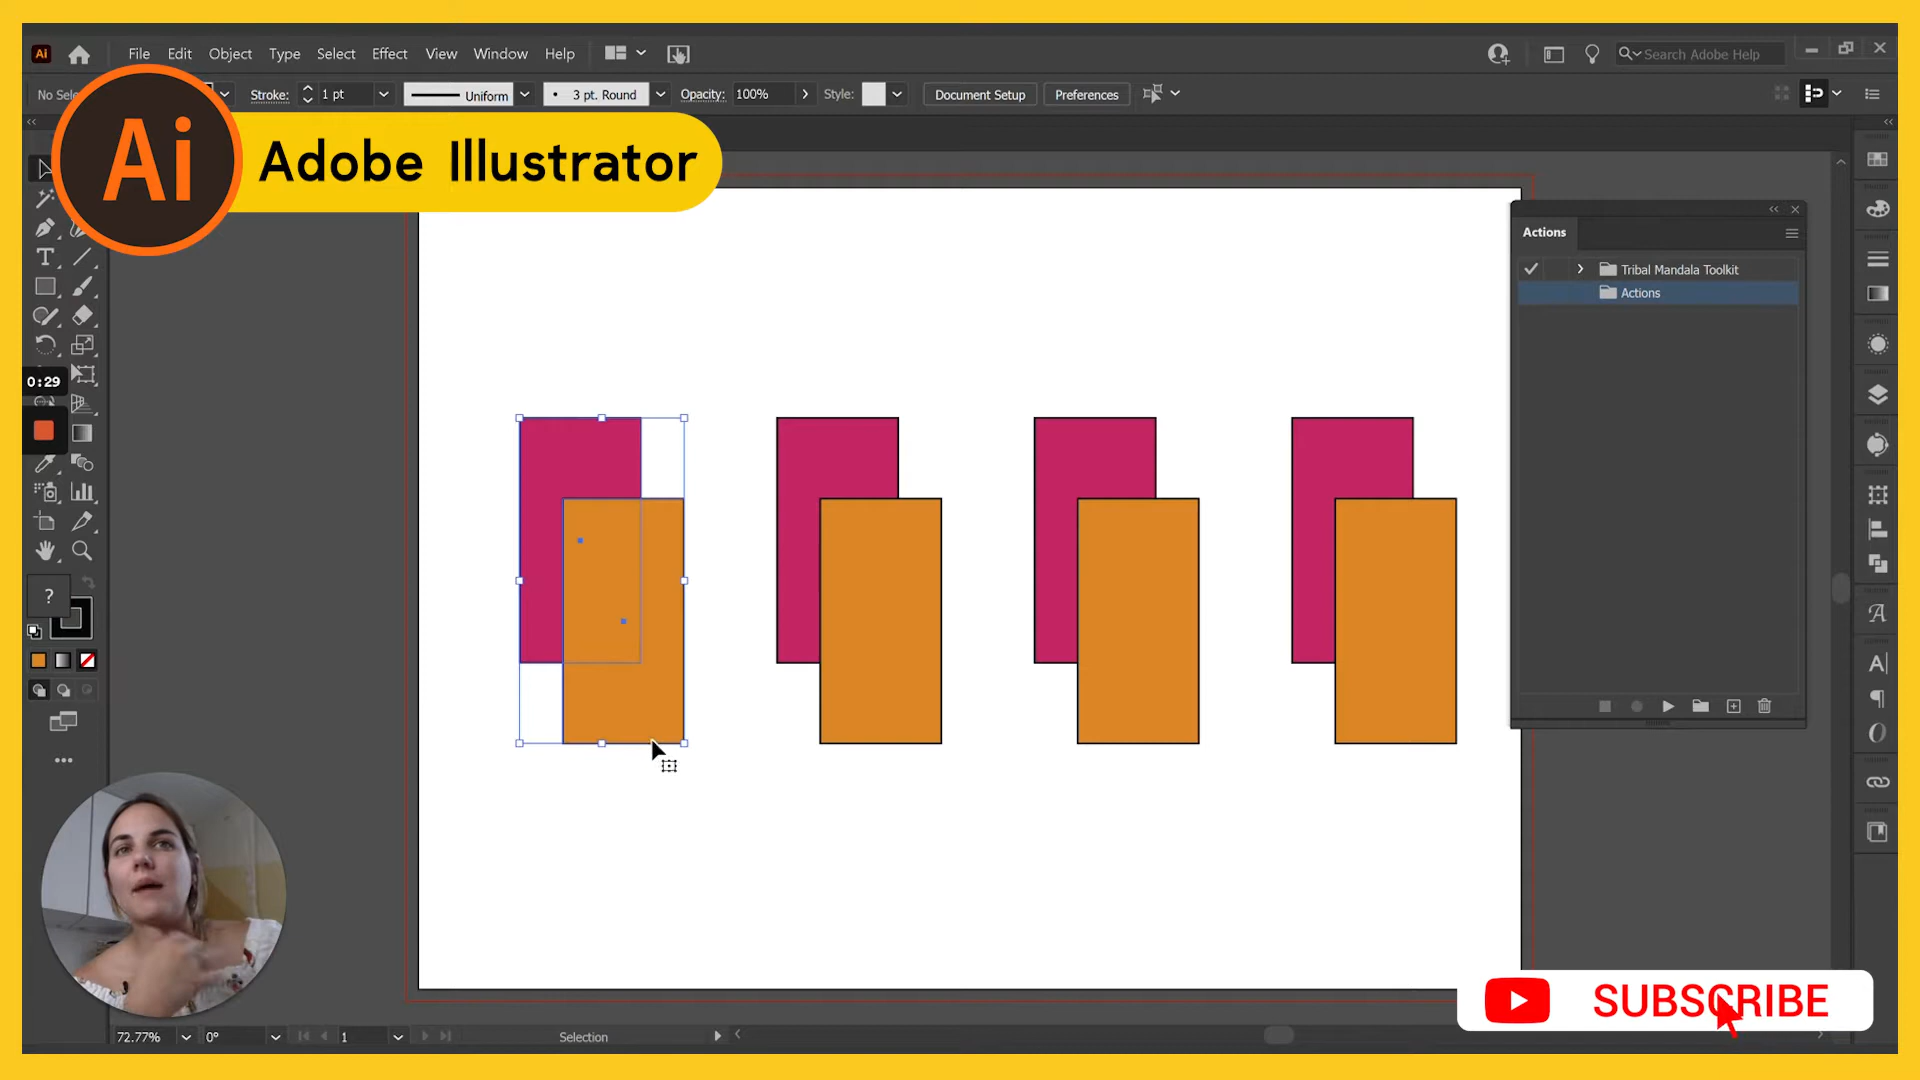 Ai
File Edit Object Type Select Effect View Window Help
Search Adobe Help
No Sele
Stroke: 1 pt Uniform 3 pt. Round Opacity: 100% Style: Document Setup Preferences
Ai
Adobe Illustrator
Actions
Tribal Mandala Toolkit
Actions
0:29
?
SUBSCRIBE
72.77% 0° 1 Selection